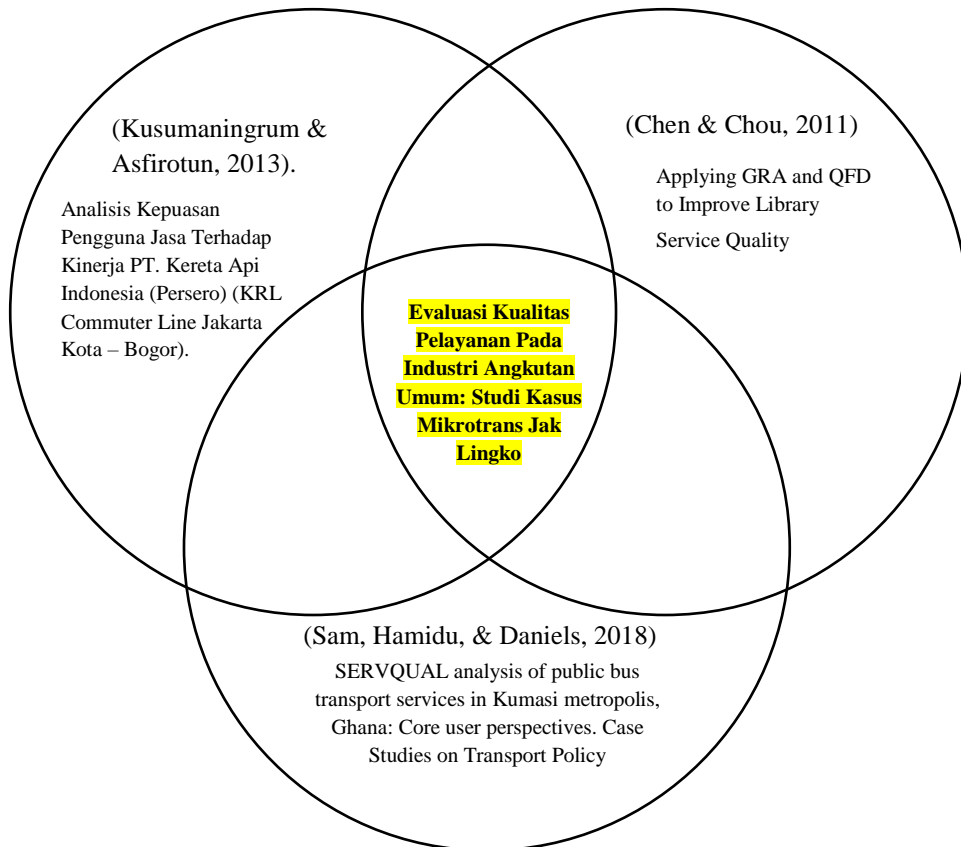 (Kusumaningrum &
Asfirotun, 2013).
Analisis Kepuasan
Pengguna Jasa Terhadap
Kinerja PT. Kereta Api
Indonesia (Persero) (KRL
Commuter Line Jakarta
Kota – Bogor).
(Chen & Chou, 2011)
Applying GRA and QFD
to Improve Library
Service Quality
Evaluasi Kualitas
Pelayanan Pada
Industri Angkutan
Umum: Studi Kasus
Mikrotrans Jak
Lingko
(Sam, Hamidu, & Daniels, 2018)
SERVQUAL analysis of public bus
transport services in Kumasi metropolis,
Ghana: Core user perspectives. Case
Studies on Transport Policy